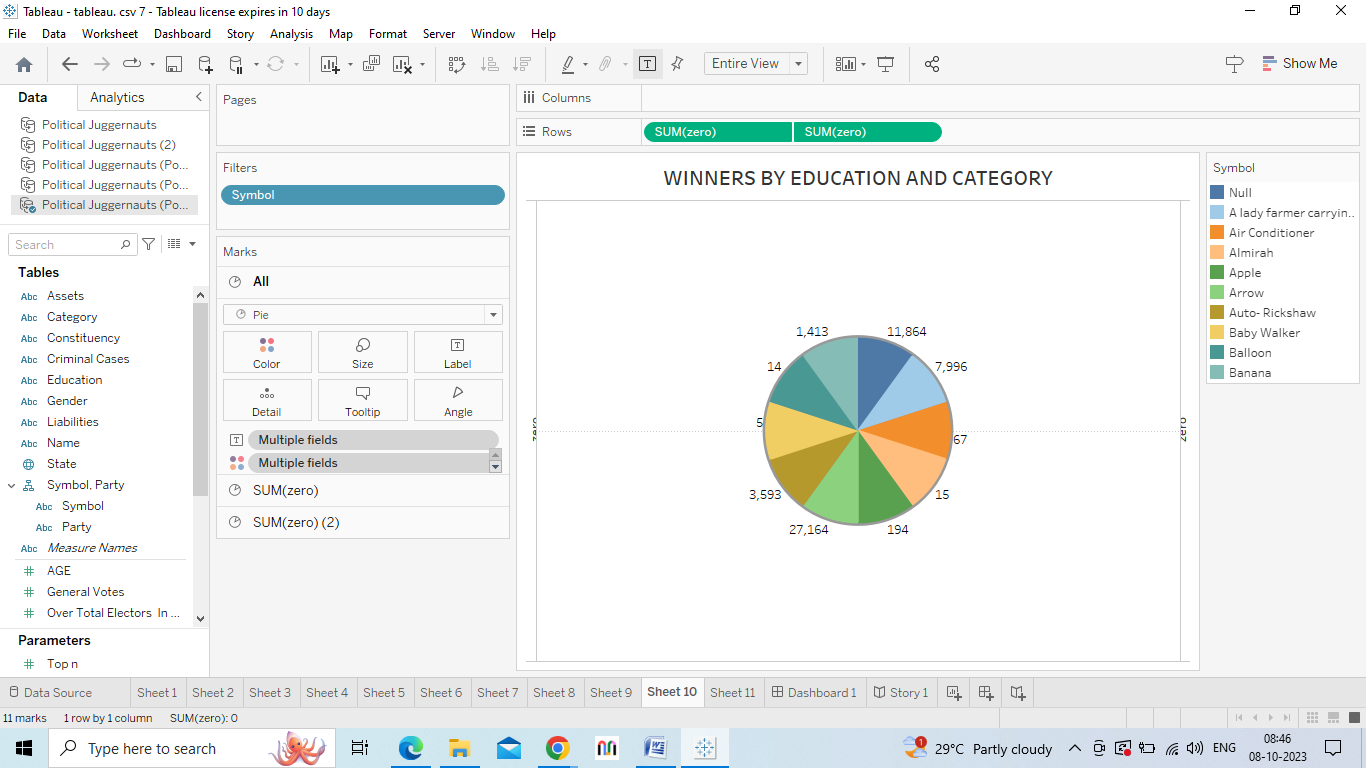 Tableau - tableau. csv 7 - Tableau license expires in 10 days
File Data Worksheet Dashboard Story Analysis Map Format Server Window Help
Entire View
Show Me
Data Analytics
Political Juggernauts
Political Juggernauts (2)
Political Juggernauts (Po...
Political Juggernauts (Po...
Political Juggernauts (Po...
Search
Tables
Abc Assets
Abc Category
Abc Constituency
Abc Criminal Cases
Abc Education
Abc Gender
Abc Liabilities
Abc Name
State
Symbol, Party
Abc Symbol
Abc Party
Abc Measure Names
# AGE
# General Votes
# Over Total Electors In ...
Parameters
# Top n
Pages
Filters
Symbol
Marks
All
Pie
Color Size Label
Detail Tooltip Angle
Multiple fields
Multiple fields
SUM(zero)
SUM(zero) (2)
Columns
Rows SUM(zero) SUM(zero)
WINNERS BY EDUCATION AND CATEGORY
1,413 11,864
14 7,996
5 67
zero zero
3,593 15
27,164 194
Symbol
Null
A lady farmer carryin..
Air Conditioner
Almirah
Apple
Arrow
Auto- Rickshaw
Baby Walker
Balloon
Banana
Data Source Sheet 1 Sheet 2 Sheet 3 Sheet 4 Sheet 5 Sheet 6 Sheet 7 Sheet 8 Sheet 9 Sheet 10 Sheet 11 Dashboard 1 Story 1
11 marks 1 row by 1 column SUM(zero): 0
Type here to search
1 29°C Partly cloudy ENG 08:46
08-10-2023